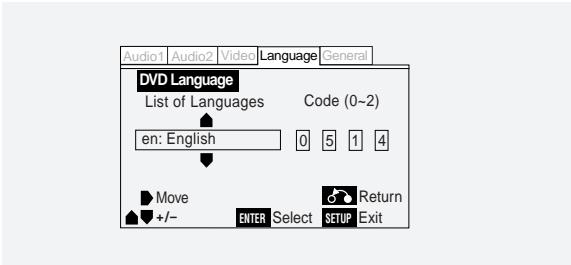 Audio1 Audio2 Video Language General
DVD Language
List of Languages Code (0~2)
en: English 0 5 1 4
Move Return
+/− ENTER Select SETUP Exit